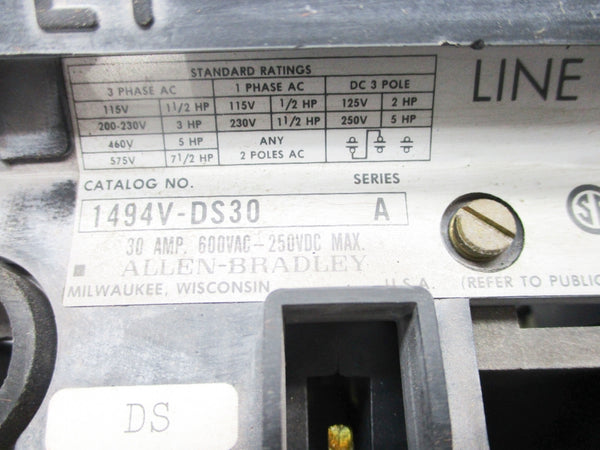 STANDARD RATINGS
3 PHASE AC 1 PHASE AC DC 3 POLE
115V 1 1/2 HP 115V 1/2 HP 125V 2 HP
200-230V 3 HP 230V 1 1/2 HP 250V 5 HP
460V 5 HP ANY
575V 7 1/2 HP 2 POLES AC
LINE
CATALOG NO. SERIES
1494V-DS30 A
30 AMP. 600VAC-250VDC MAX.
ALLEN-BRADLEY
MILWAUKEE, WISCONSIN U.S.A. (REFER TO PUBLIC
DS